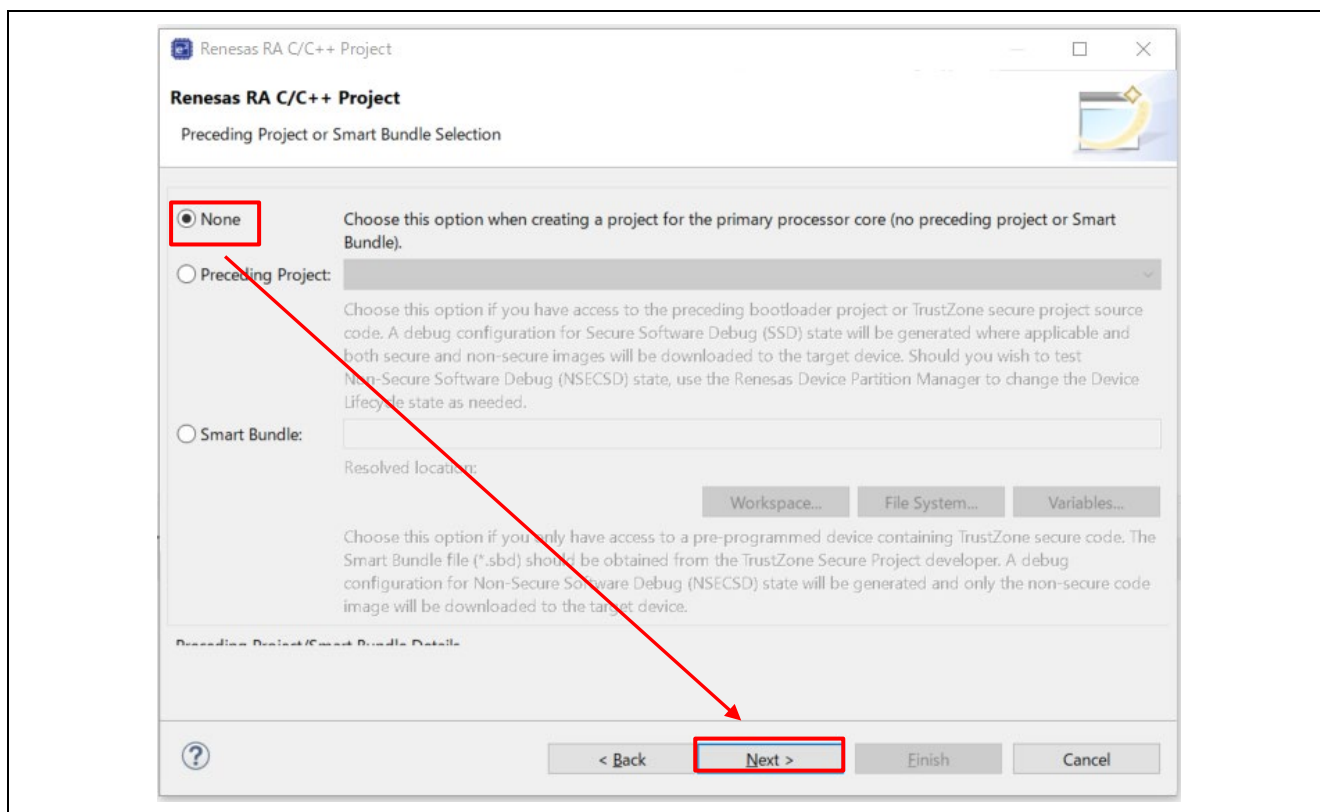 Renesas RA C/C++ Project
Renesas RA C/C++ Project
Preceding Project or Smart Bundle Selection
None
Choose this option when creating a project for the primary processor core (no preceding project or Smart
Bundle).
Preceding Project:
Choose this option if you have access to the preceding bootloader project or TrustZone secure project source
code. A debug configuration for Secure Software Debug (SSD) state will be generated where applicable and
both secure and non-secure images will be downloaded to the target device. Should you wish to test
Non-Secure Software Debug (NSECSD) state, use the Renesas Device Partition Manager to change the Device
Lifecycle state as needed.
Smart Bundle:
Resolved location:
Workspace... File System... Variables...
Choose this option if you only have access to a pre-programmed device containing TrustZone secure code. The
Smart Bundle file (*.sbd) should be obtained from the TrustZone Secure Project developer. A debug
configuration for Non-Secure Software Debug (NSECSD) state will be generated and only the non-secure code
image will be downloaded to the target device.
Preceding Project/Smart Bundle Details
? < Back Next > Finish Cancel